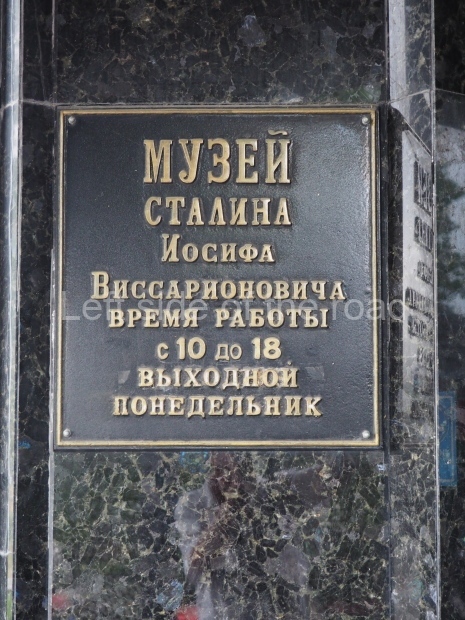 МУЗЕЙ
СТАЛИНА
Иосифа
Виссарионовича
ВРЕМЯ РАБОТЫ
с 10 до 18
ВЫХОДНОЙ
ПОНЕДЕЛЬНИК
Left side of the road